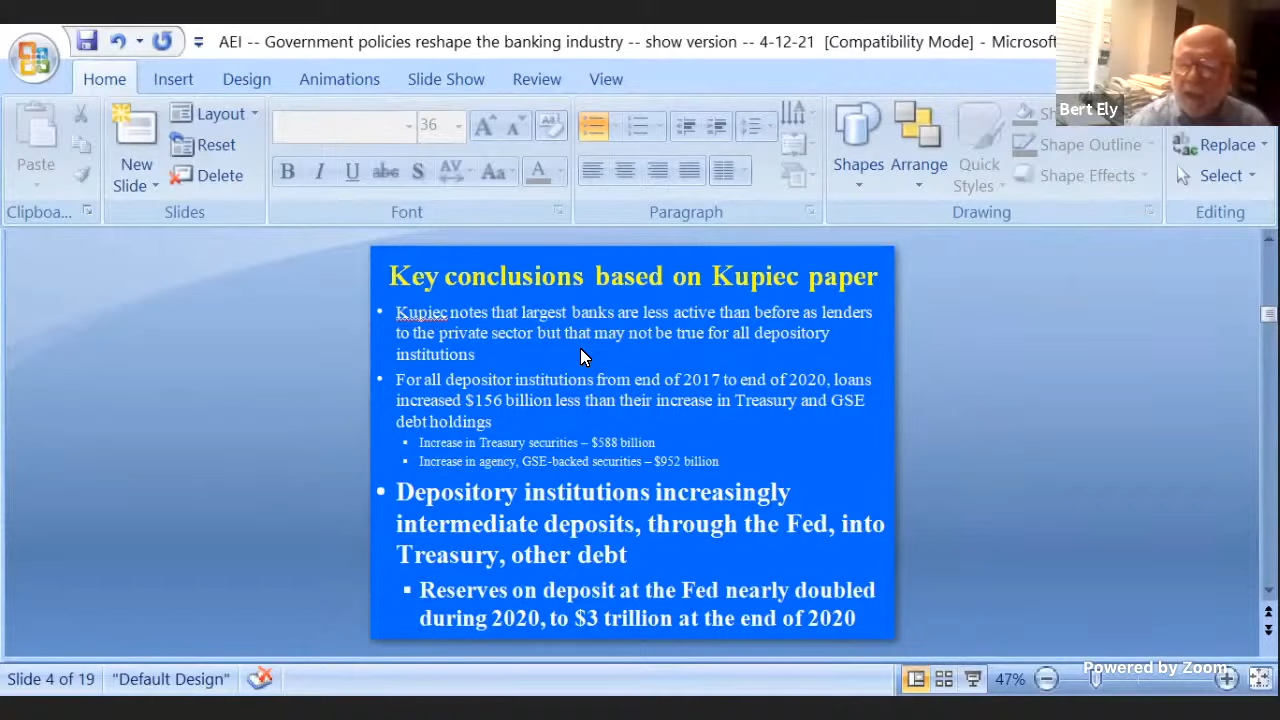 AEI -- Government policies reshape the banking industry -- show version -- 4-12-21 [Compatibility Mode] - Microsoft
Bert Ely
Home Insert Design Animations Slide Show Review View
Paste
New
Slide
Layout
Reset
Delete
36
B I U abc S AV Aa A
Shapes
Arrange
Quick
Styles
Sh
Shape Outline
Shape Effects
Replace
Select
Clipboa... Slides Font Paragraph Drawing Editing
Key conclusions based on Kupiec paper
• Kupiec notes that largest banks are less active than before as lenders
to the private sector but that may not be true for all depository
institutions
• For all depositor institutions from end of 2017 to end of 2020, loans
increased $156 billion less than their increase in Treasury and GSE
debt holdings
▪ Increase in Treasury securities – $588 billion
▪ Increase in agency, GSE-backed securities – $952 billion
• Depository institutions increasingly
intermediate deposits, through the Fed, into
Treasury, other debt
▪ Reserves on deposit at the Fed nearly doubled
during 2020, to $3 trillion at the end of 2020
Slide 4 of 19 "Default Design" 47%
Powered by Zoom